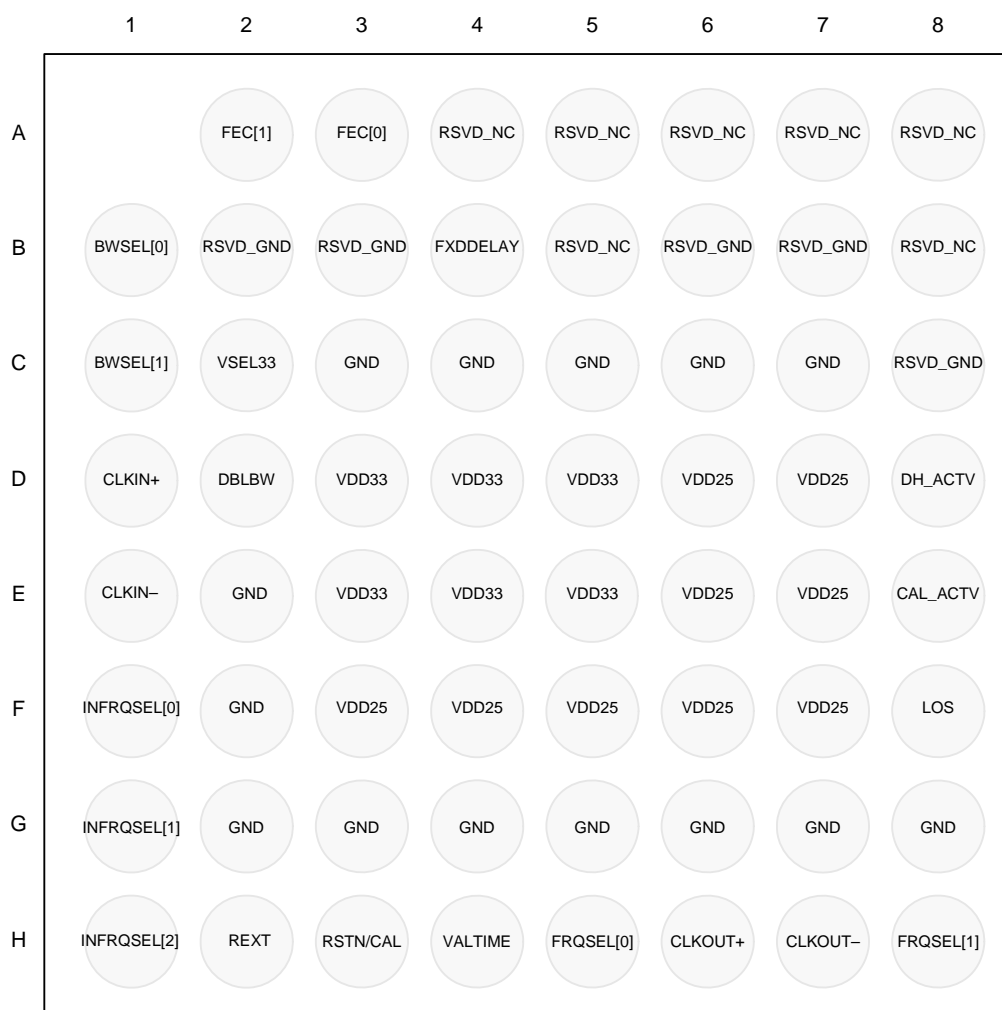 1 2 3 4 5 6 7 8
A FEC[1] FEC[0] RSVD_NC RSVD_NC RSVD_NC RSVD_NC RSVD_NC
B BWSEL[0] RSVD_GND RSVD_GND FXDDELAY RSVD_NC RSVD_GND RSVD_GND RSVD_NC
C BWSEL[1] VSEL33 GND GND GND GND GND RSVD_GND
D CLKIN+ DBLBW VDD33 VDD33 VDD33 VDD25 VDD25 DH_ACTV
E CLKIN– GND VDD33 VDD33 VDD33 VDD25 VDD25 CAL_ACTV
F INFRQSEL[0] GND VDD25 VDD25 VDD25 VDD25 VDD25 LOS
G INFRQSEL[1] GND GND GND GND GND GND GND
H INFRQSEL[2] REXT RSTN/CAL VALTIME FRQSEL[0] CLKOUT+ CLKOUT– FRQSEL[1]